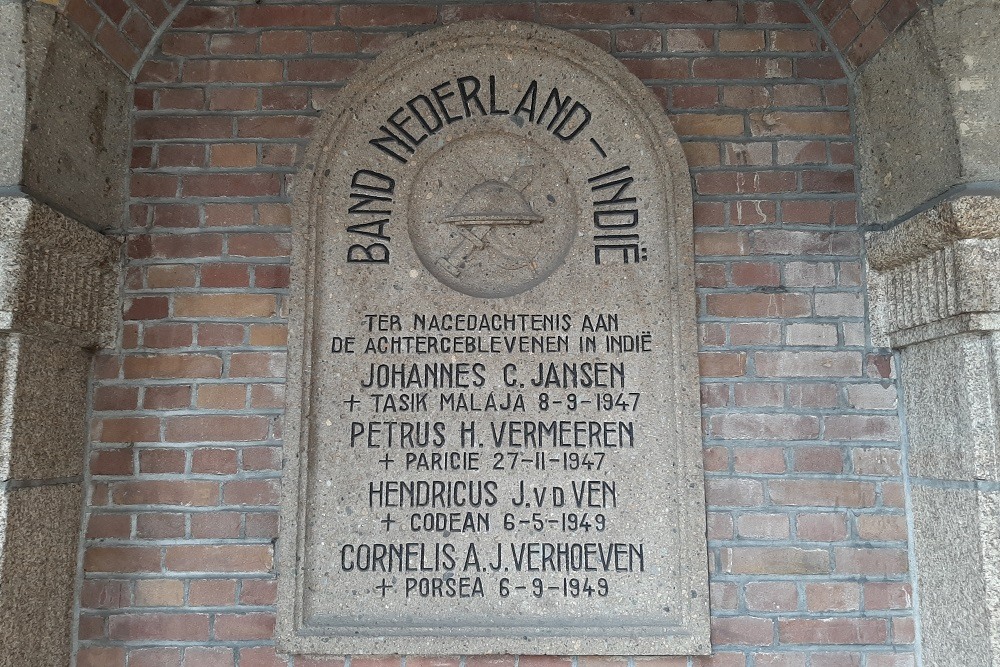 BAND NEDERLAND-INDIË
TER NAGEDACHTENIS AAN
DE ACHTERGEBLEVENEN IN INDIË
JOHANNES C. JANSEN
+ TASIK MALAJA 8-9-1947
PETRUS H. VERMEEREN
+ PARIGIE 27-11-1947
HENDRICUS J. V D VEN
+ GODEAN 6-5-1949
CORNELIS A. J. VERHOEVEN
+ PORSEA 6-9-1949